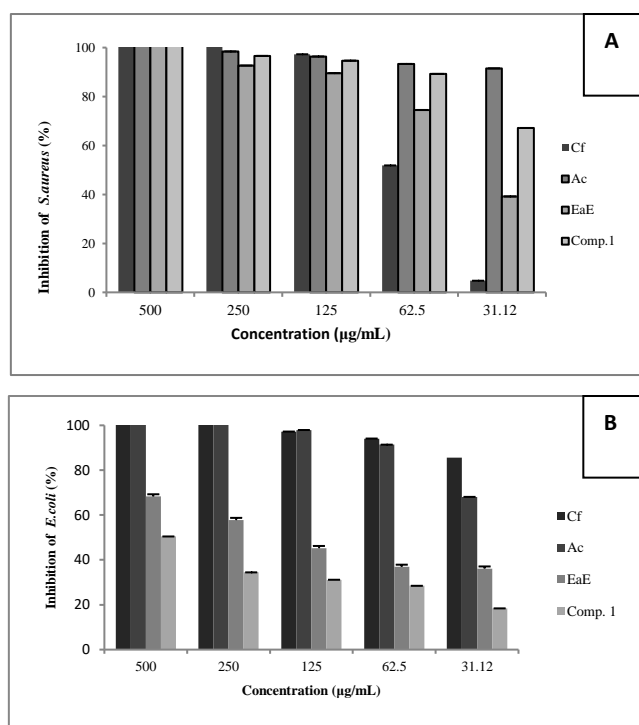 A
Inhibition of S.aureus (%)
100
80
60
40
20
0
500 250 125 62.5 31.12
Concentration (µg/mL)
Cf
Ac
EaE
Comp.1
B
Inhibition of E.coli (%)
100
80
60
40
20
0
500 250 125 62.5 31.12
Concentration (µg/mL)
Cf
Ac
EaE
Comp. 1